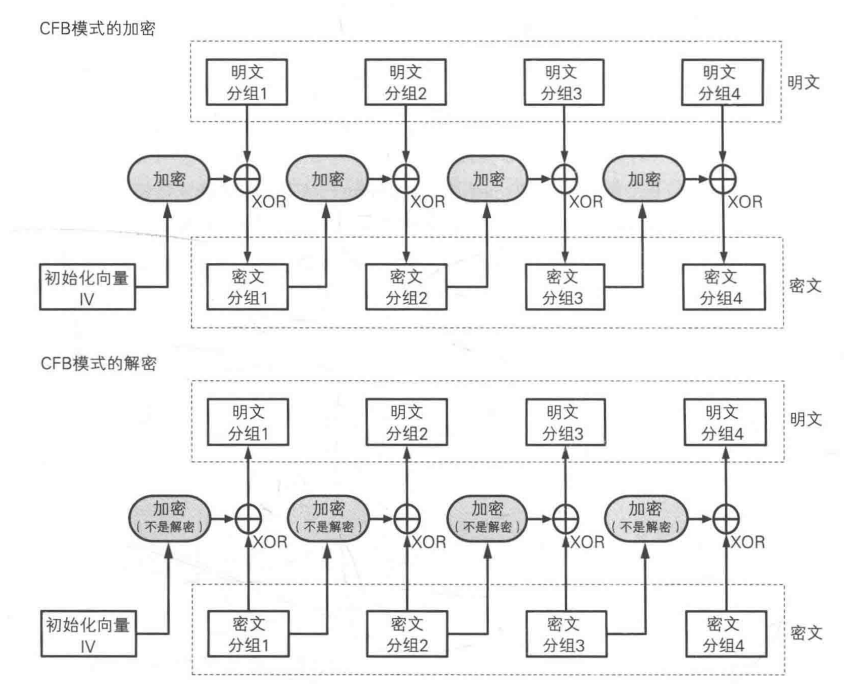 CFB模式的加密
明文
分组1
明文
分组2
明文
分组3
明文
分组4
明文
加密
XOR
加密
XOR
加密
XOR
加密
XOR
初始化向量
IV
密文
分组1
密文
分组2
密文
分组3
密文
分组4
密文
CFB模式的解密
明文
分组1
明文
分组2
明文
分组3
明文
分组4
明文
加密
(不是解密)
XOR
加密
(不是解密)
XOR
加密
(不是解密)
XOR
加密
(不是解密)
XOR
初始化向量
IV
密文
分组1
密文
分组2
密文
分组3
密文
分组4
密文